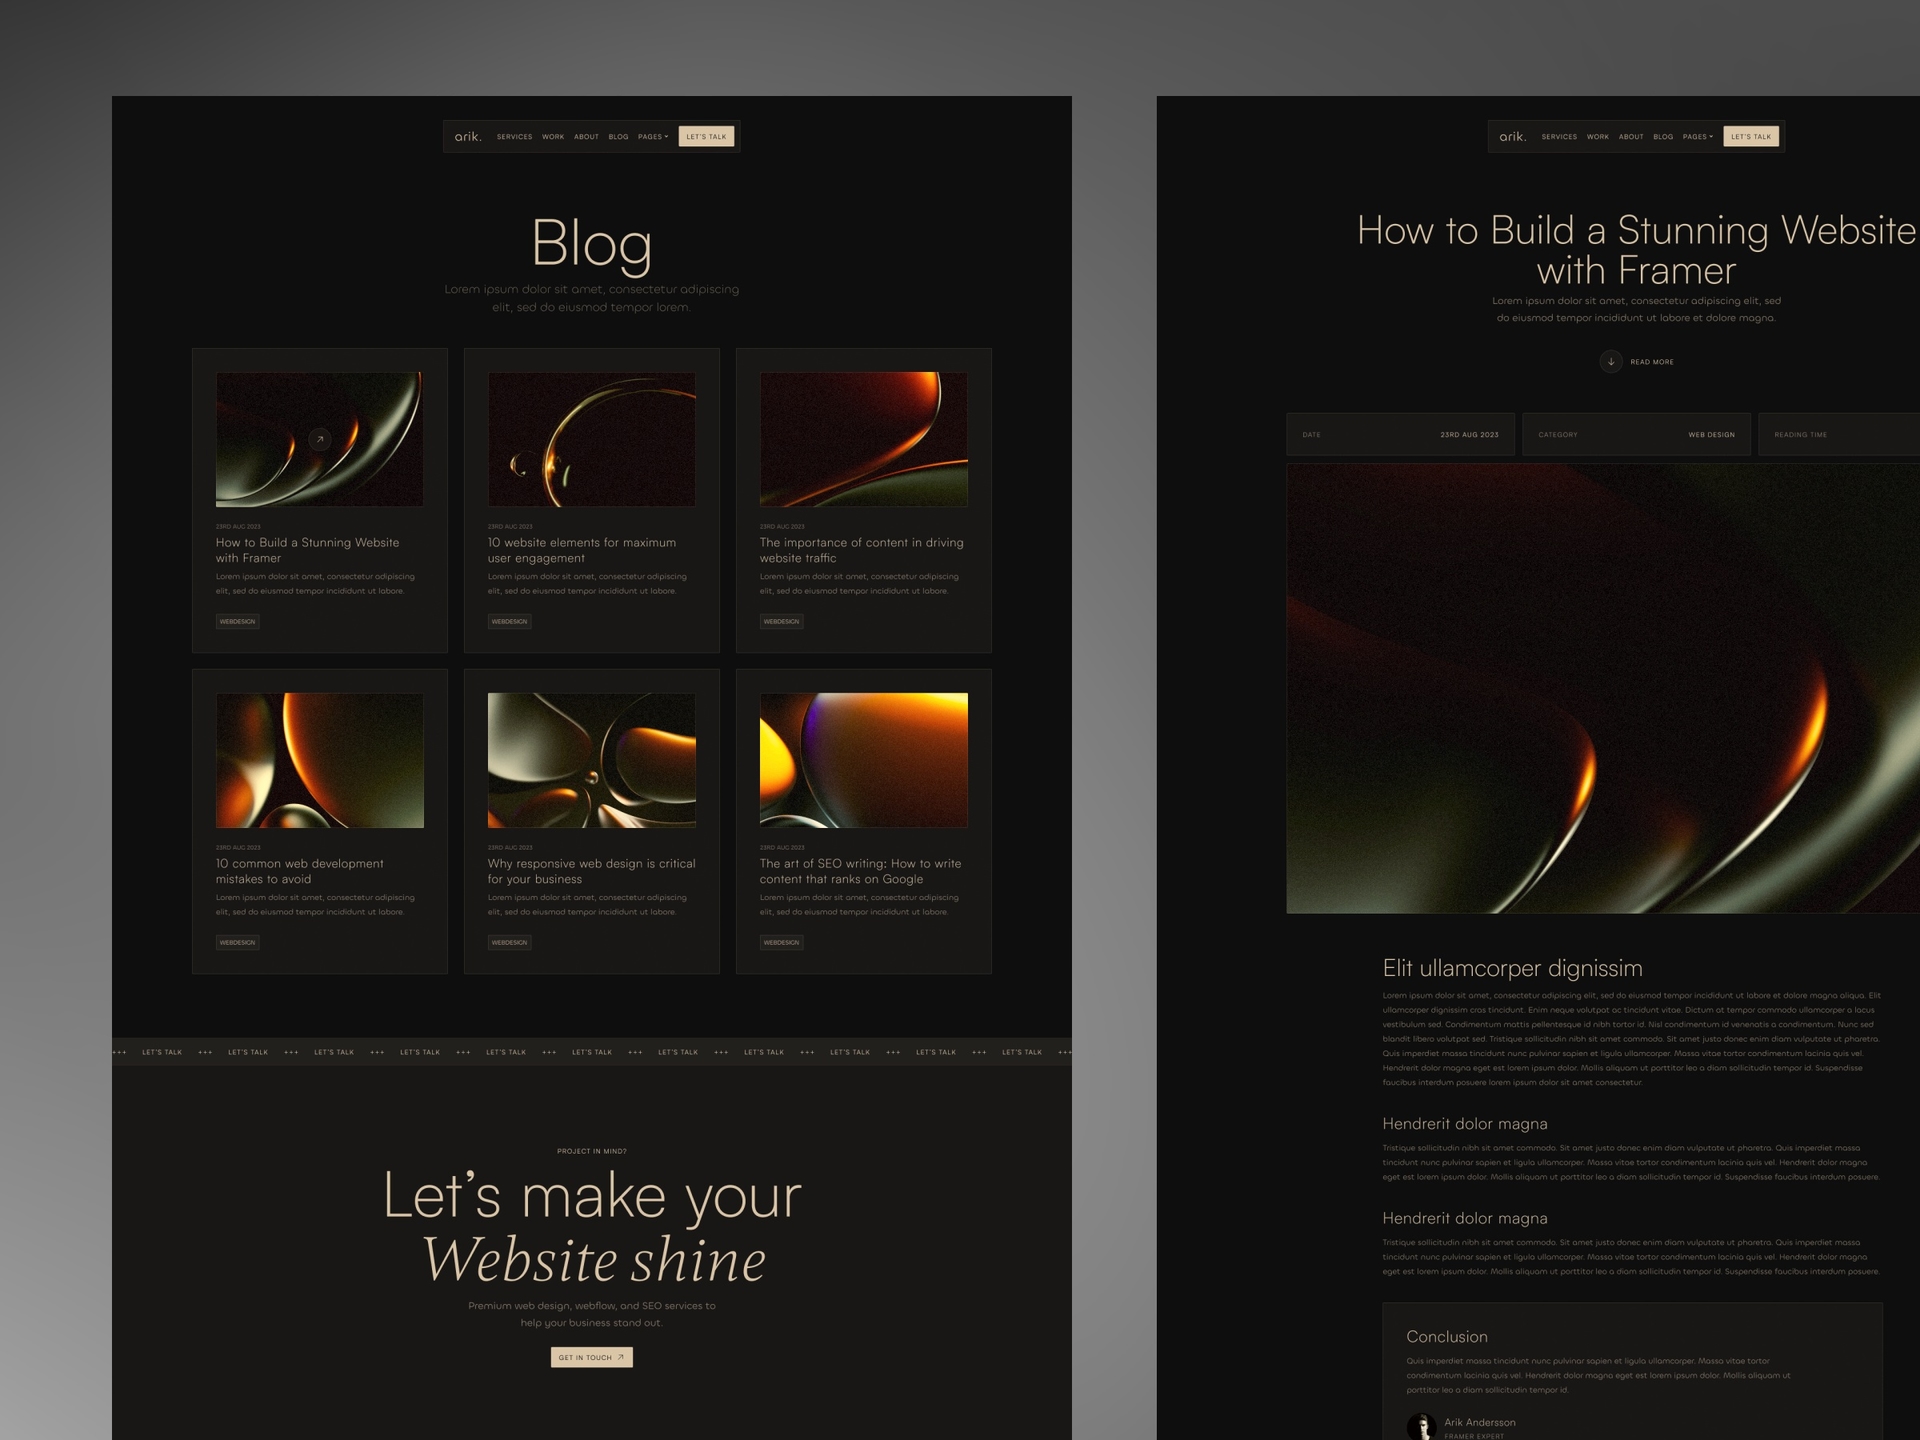 arik. SERVICES WORK ABOUT BLOG PAGES LET'S TALK
Blog
Lorem ipsum dolor sit amet, consectetur adipiscing
elit, sed do eiusmod tempor lorem.
23RD AUG 2023
How to Build a Stunning Website
with Framer
Lorem ipsum dolor sit amet, consectetur adipiscing
elit, sed do eiusmod tempor incididunt ut labore.
WEBDESIGN
23RD AUG 2023
10 website elements for maximum
user engagement
Lorem ipsum dolor sit amet, consectetur adipiscing
elit, sed do eiusmod tempor incididunt ut labore.
WEBDESIGN
23RD AUG 2023
The importance of content in driving
website traffic
Lorem ipsum dolor sit amet, consectetur adipiscing
elit, sed do eiusmod tempor incididunt ut labore.
WEBDESIGN
23RD AUG 2023
10 common web development
mistakes to avoid
Lorem ipsum dolor sit amet, consectetur adipiscing
elit, sed do eiusmod tempor incididunt ut labore.
WEBDESIGN
23RD AUG 2023
Why responsive web design is critical
for your business
Lorem ipsum dolor sit amet, consectetur adipiscing
elit, sed do eiusmod tempor incididunt ut labore.
WEBDESIGN
23RD AUG 2023
The art of SEO writing: How to write
content that ranks on Google
Lorem ipsum dolor sit amet, consectetur adipiscing
elit, sed do eiusmod tempor incididunt ut labore.
WEBDESIGN
+++ LET'S TALK +++ LET'S TALK +++ LET'S TALK +++ LET'S TALK +++ LET'S TALK +++ LET'S TALK +++ LET'S TALK +++ LET'S TALK +++ LET'S TALK +++ LET'S TALK +++ LET'S TALK +++
PROJECT IN MIND?
Let's make your
Website shine
Premium web design, webflow, and SEO services to
help your business stand out.
GET IN TOUCH
arik. SERVICES WORK ABOUT BLOG PAGES LET'S TALK
How to Build a Stunning Website
with Framer
Lorem ipsum dolor sit amet, consectetur adipiscing elit, sed
do eiusmod tempor incididunt ut labore et dolore magna.
READ MORE
DATE 23RD AUG 2023 CATEGORY WEB DESIGN READING TIME
Elit ullamcorper dignissim
Lorem ipsum dolor sit amet, consectetur adipiscing elit, sed do eiusmod tempor incididunt ut labore et dolore magna aliqua. Elit
ullamcorper dignissim cras tincidunt. Enim neque volutpat ac tincidunt vitae. Dictum at tempor commodo ullamcorper a lacus
vestibulum sed. Condimentum mattis pellentesque id nibh tortor id. Nisl condimentum id venenatis a condimentum. Nunc sed
blandit libero volutpat sed. Tristique sollicitudin nibh sit amet commodo. Sit amet justo donec enim diam vulputate ut pharetra.
Quis imperdiet massa tincidunt nunc pulvinar sapien et ligula ullamcorper. Massa vitae tortor condimentum lacinia quis vel.
Hendrerit dolor magna eget est lorem ipsum dolor. Mollis aliquam ut porttitor leo a diam sollicitudin tempor id. Suspendisse
faucibus interdum posuere lorem ipsum dolor sit amet consectetur.
Hendrerit dolor magna
Tristique sollicitudin nibh sit amet commodo. Sit amet justo donec enim diam vulputate ut pharetra. Quis imperdiet massa
tincidunt nunc pulvinar sapien et ligula ullamcorper. Massa vitae tortor condimentum lacinia quis vel. Hendrerit dolor magna
eget est lorem ipsum dolor. Mollis aliquam ut porttitor leo a diam sollicitudin tempor id. Suspendisse faucibus interdum posuere.
Hendrerit dolor magna
Tristique sollicitudin nibh sit amet commodo. Sit amet justo donec enim diam vulputate ut pharetra. Quis imperdiet massa
tincidunt nunc pulvinar sapien et ligula ullamcorper. Massa vitae tortor condimentum lacinia quis vel. Hendrerit dolor magna
eget est lorem ipsum dolor. Mollis aliquam ut porttitor leo a diam sollicitudin tempor id. Suspendisse faucibus interdum posuere.
Conclusion
Quis imperdiet massa tincidunt nunc pulvinar sapien et ligula ullamcorper. Massa vitae tortor
condimentum lacinia quis vel. Hendrerit dolor magna eget est lorem ipsum dolor. Mollis aliquam ut
porttitor leo a diam sollicitudin tempor id.
Arik Andersson
FRAMER EXPERT